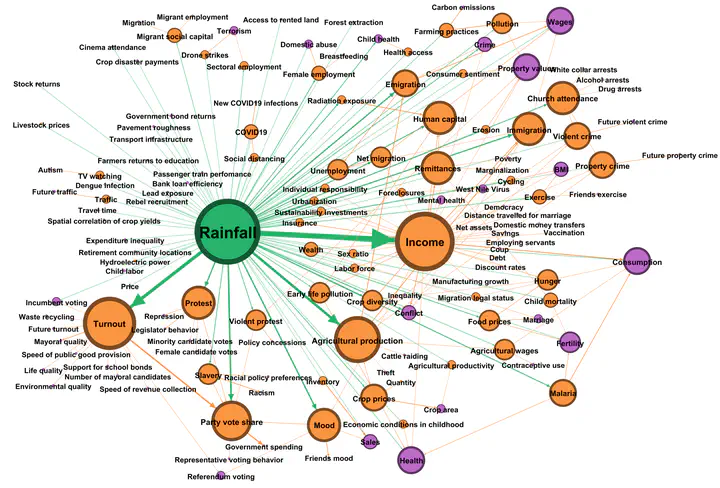 Carbon emissions
Migrant employment
Migration
Access to rented land
Forest extraction
Pollution
Wages
Terrorism
Farming practices
Migrant social capital
Child health
Cinema attendance
Domestic abuse
Crime
Drone strikes
Breastfeeding
Health access
Crop disaster payments
Sectoral employment
Property values
White collar arrests
Female employment
Consumer sentiment
Alcohol arrests
Stock returns
Emigration
Drug arrests
Church attendance
Radiation exposure
New COVID19 infections
Government bond returns
Human capital
Future violent crime
Livestock prices
Pavement roughness
COVID19
Erosion
Immigration
Violent crime
Transport infrastructure
Social distancing
Net migration
Poverty
Future property crime
Farmers returns to education
Property crime
Autism
Unemployment
Remittances
Marginalization
BMI
TV watching
Passenger train perfomance
Cycling
Dengue infection
Bank loan efficiency
Individual responsibility
Foreclosures
West Nile Virus
Future traffic
Lead exposure
Mental health
Exercise
Friends exercise
Traffic
Rebel recruitment
Urbanization
Democracy
Travel time
Sustainability investments
Distance travelled for marriage
Spatial correlation of crop yields
Insurance
Net assets
Domestic money transfers
Rainfall
Savings
Vaccination
Expenditure inequality
Income
Employing servants
Retirement community locations
Wealth
Sex ratio
Coup
Hydroelectric power
Debt
Consumption
Child labor
Labor force
Discount rates
Price
Manufacturing growth
Hunger
Early life pollution
Inequality
Incumbent voting
Protest
Crop diversity
Migration legal status
Child mortality
Waste recycling
Repression
Conflict
Turnout
Violent protest
Food prices
Marriage
Future turnout
Legislator behavior
Mayoral quality
Minority candidate votes
Policy concessions
Agricultural production
Fertility
Speed of public good provision
Female candidate votes
Agricultural wages
Cattle raiding
Support for school bonds
Agricultural productivity
Contraceptive use
Life quality
Slavery
Racial policy preferences
Theft
Number of mayoral candidates
Inventory
Quantity
Environmental quality
Speed of revenue collection
Racism
Malaria
Crop prices
Crop area
Party vote share
Mood
Economic conditions in childhood
Government spending
Sales
Representative voting behavior
Friends mood
Health
Referendum voting